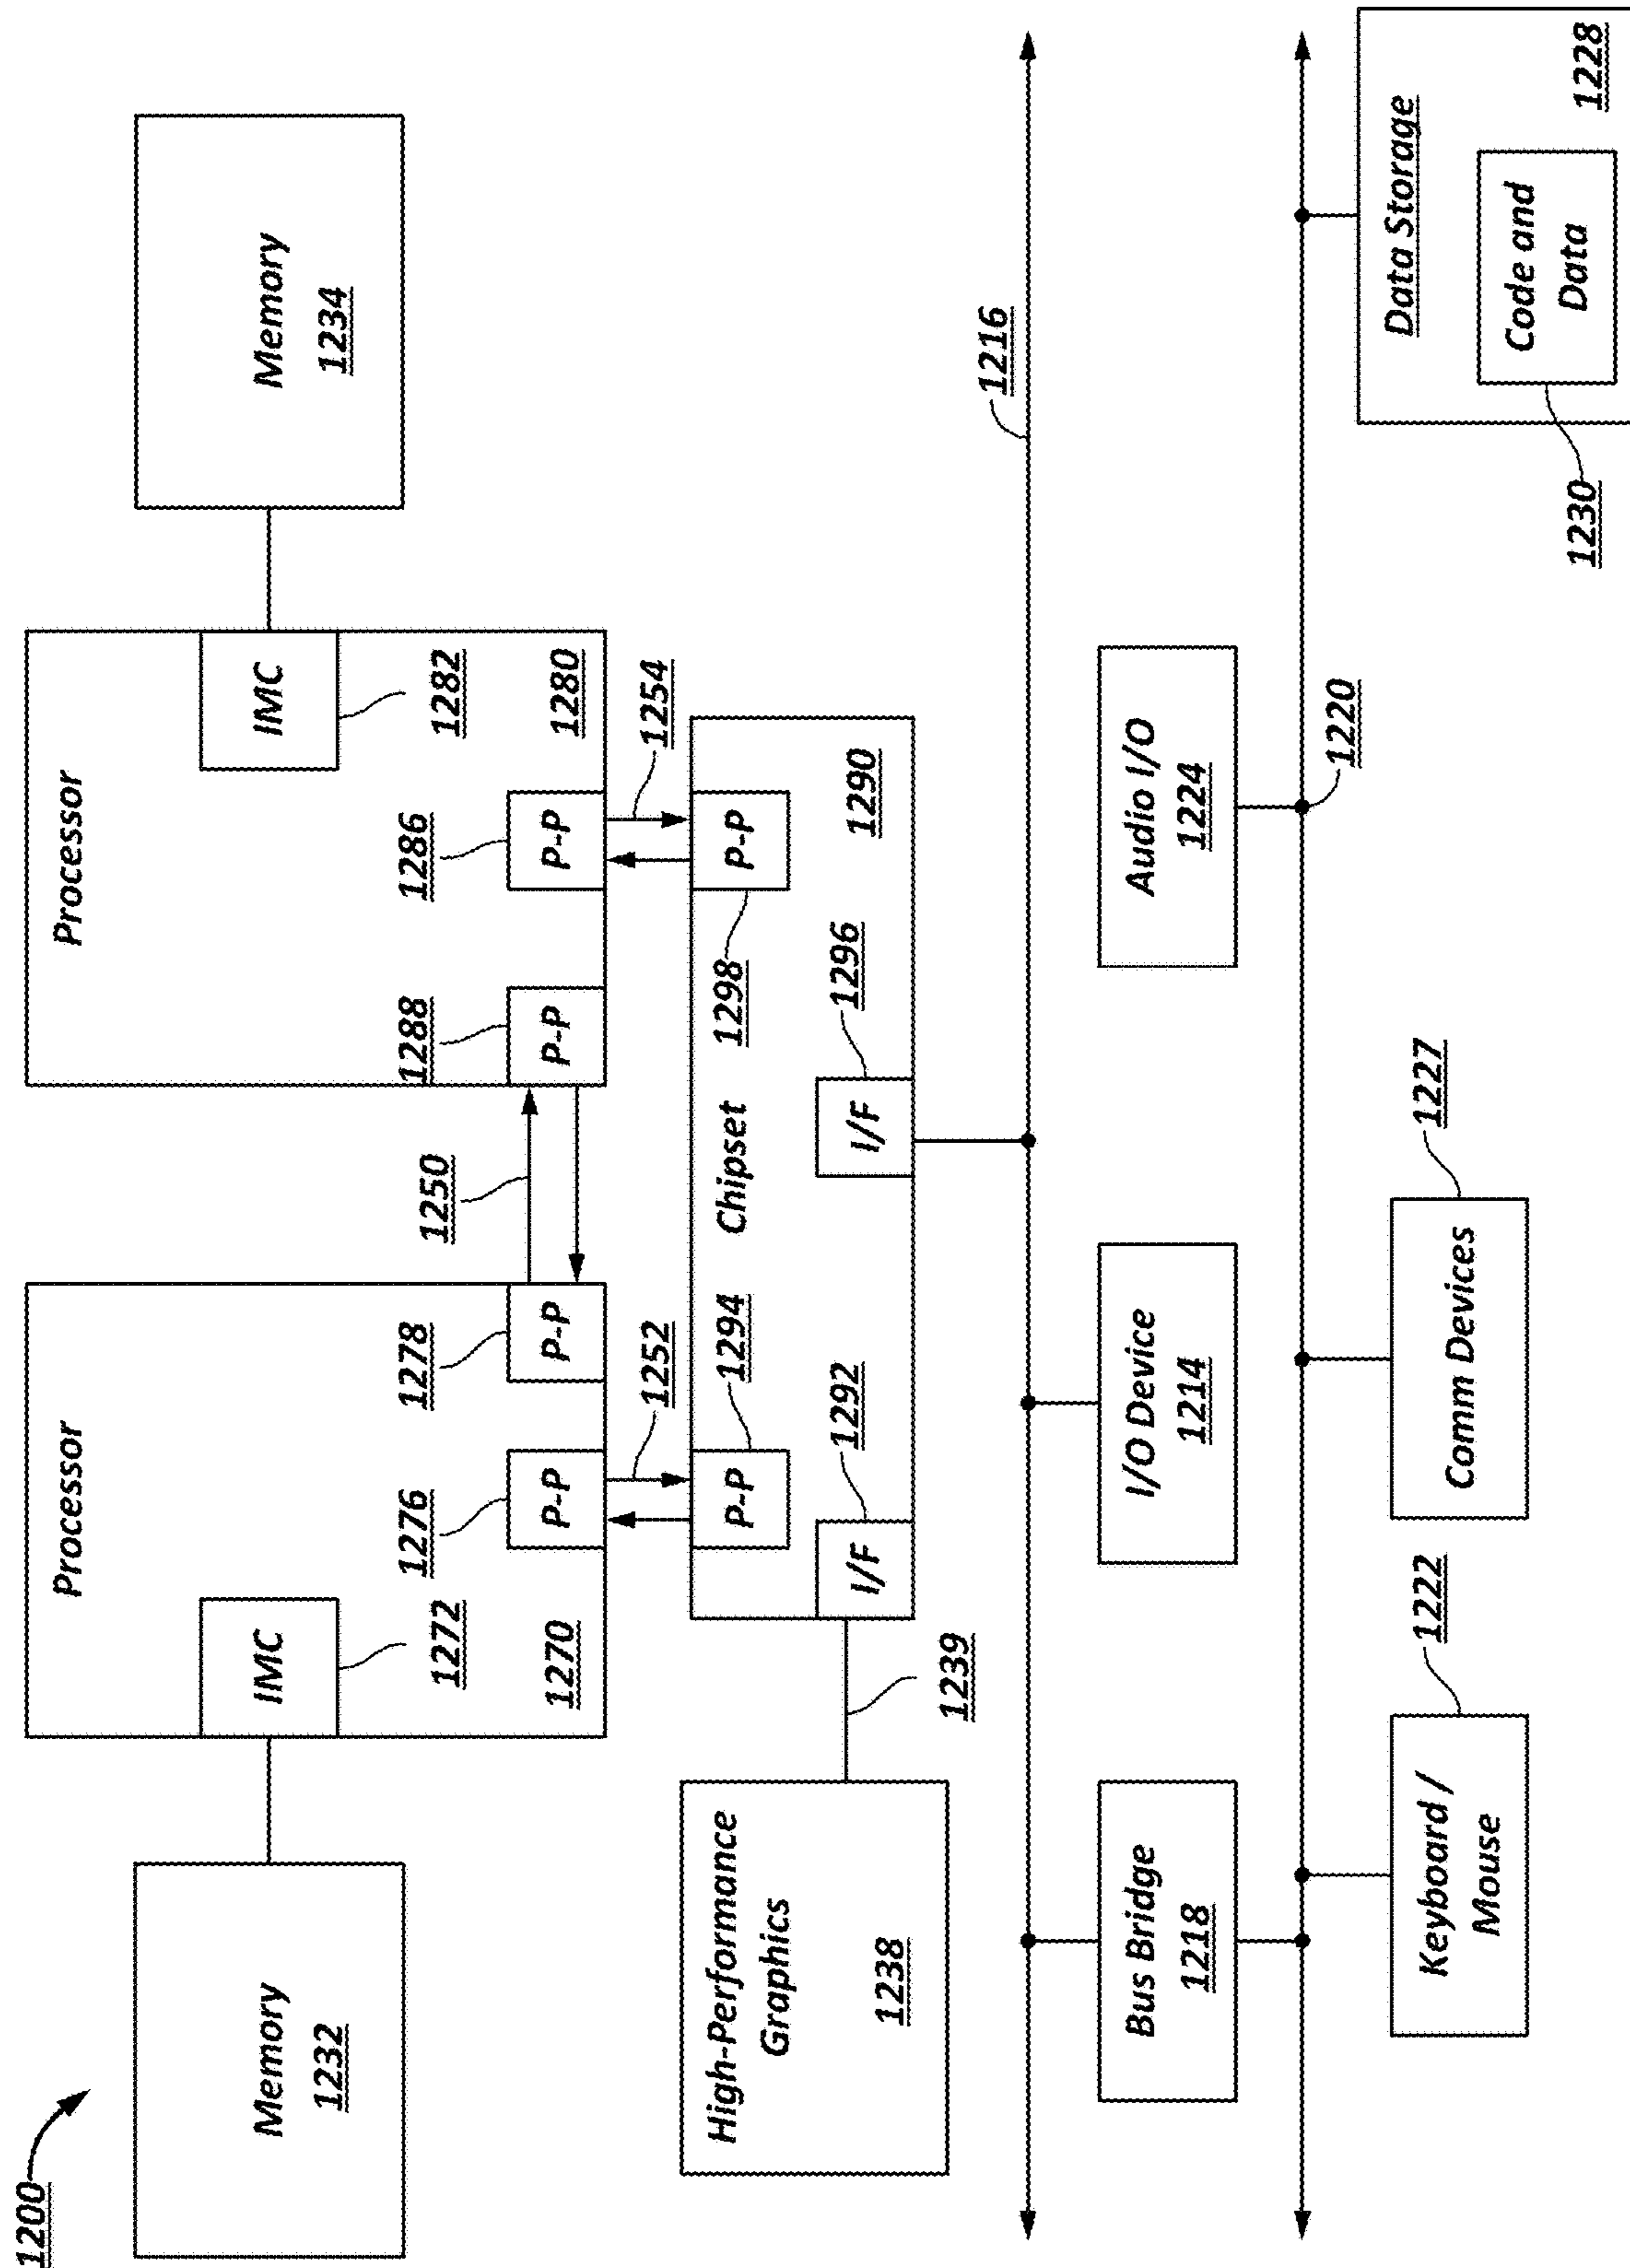 1200
Memory
1232
Processor
IMC
1272
1270
1276
P-P
1278
P-P
1250
Processor
1288
P-P
1286
P-P
IMC
1282
1280
Memory
1234
1252
1254
High-Performance
Graphics
1238
1239
Chipset
P-P
1294
I/F
1292
1298
P-P
I/F
1296
1290
1216
Bus Bridge
1218
I/O Device
1214
Audio I/O
1224
1220
Keyboard /
Mouse
1222
Comm Devices
1227
Data Storage
Code and
Data
1228
1230